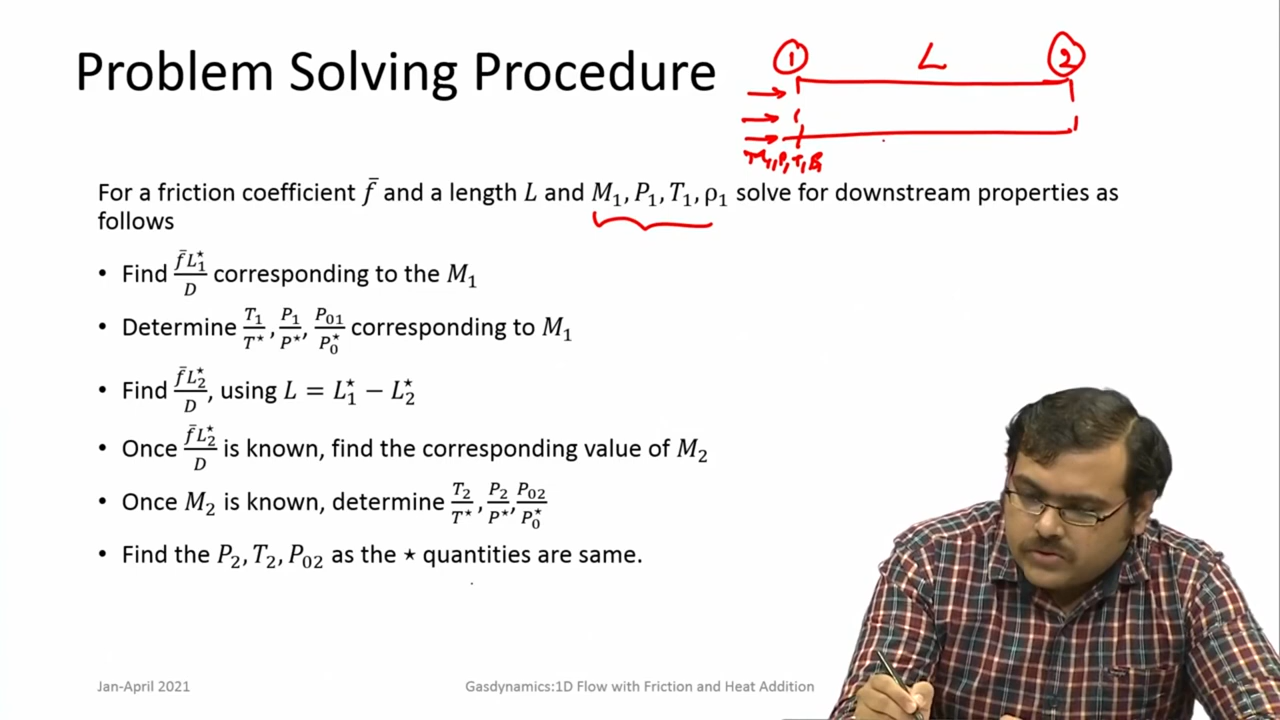 Problem Solving Procedure
1 L 2
M₁, P₁, T₁, ρ₁
For a friction coefficient f̄ and a length L and M₁, P₁, T₁, ρ₁ solve for downstream properties as
follows
• Find f̄L₁⋆/D corresponding to the M₁
• Determine T₁/T⋆, P₁/P⋆, P₀₁/P₀⋆ corresponding to M₁
• Find f̄L₂⋆/D, using L = L₁⋆ − L₂⋆
• Once f̄L₂⋆/D is known, find the corresponding value of M₂
• Once M₂ is known, determine T₂/T⋆, P₂/P⋆, P₀₂/P₀⋆
• Find the P₂, T₂, P₀₂ as the ⋆ quantities are same.
Jan-April 2021 Gasdynamics:1D Flow with Friction and Heat Addition